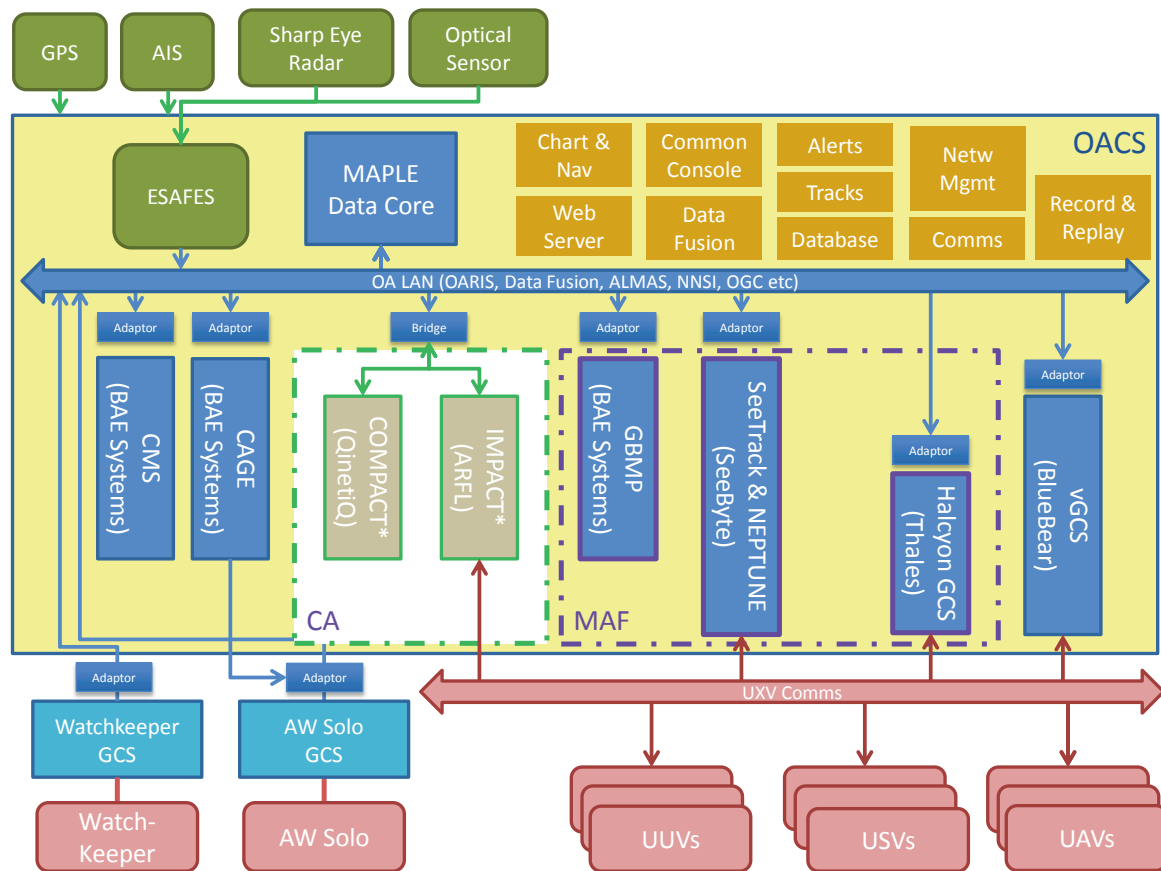 GPS
AIS
Sharp Eye
Radar
Optical
Sensor
OACS
ESAFES
MAPLE
Data Core
Chart &
Nav
Common
Console
Alerts
Netw
Mgmt
Tracks
Web
Server
Data
Fusion
Database
Comms
Record &
Replay
OA LAN (OARIS, Data Fusion, ALMAS, NNSI, OGC etc)
Adaptor
Adaptor
Bridge
Adaptor
Adaptor
Adaptor
Adaptor
CMS
(BAE Systems)
CAGE
(BAE Systems)
COMPACT*
(QinetiQ)
IMPACT*
(ARFL)
GBMP
(BAE Systems)
SeeTrack & NEPTUNE
(SeeByte)
Halcyon GCS
(Thales)
vGCS
(BlueBear)
CA
MAF
Adaptor
Adaptor
UXV Comms
Watchkeeper
GCS
AW Solo
GCS
Watch-
Keeper
AW Solo
UUVs
USVs
UAVs